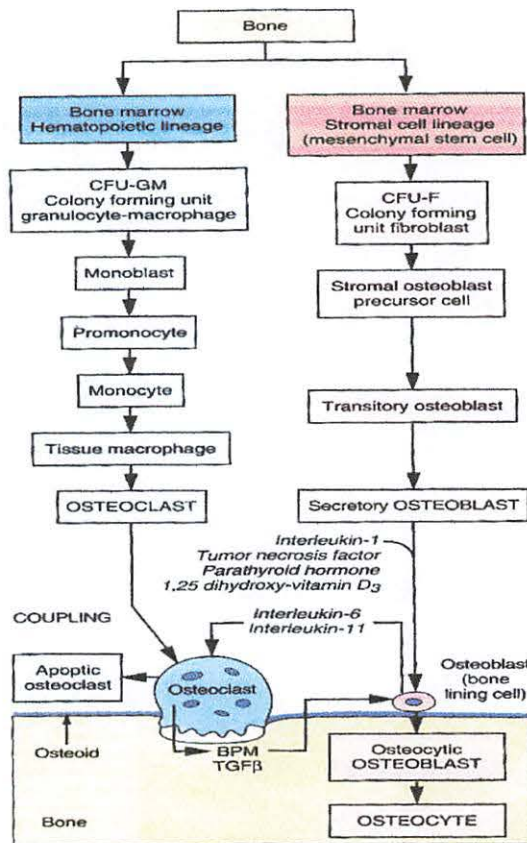 Bone
Bone marrow
Hematopoietic lineage
Bone marrow
Stromal cell lineage
(mesenchymal stem cell)
CFU-GM
Colony forming unit
granulocyte-macrophage
CFU-F
Colony forming
unit fibroblast
Monoblast
Stromal osteoblast
precursor cell
Promonocyte
Monocyte
Transitory osteoblast
Tissue macrophage
OSTEOCLAST
Secretory OSTEOBLAST
Interleukin-1
Tumor necrosis factor
Parathyroid hormone
1,25 dihydroxy-vitamin D3
COUPLING
Interleukin-6
Interleukin-11
Apoptic
osteoclast
Osteoclast
Osteoblast
(bone
lining cell)
Osteoid
BPM
TGFβ
Osteocytic
OSTEOBLAST
Bone
OSTEOCYTE